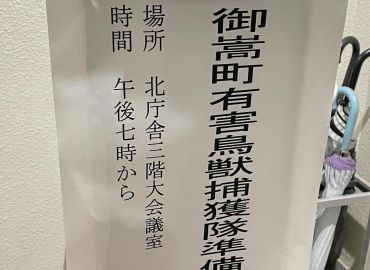 御嵩町有害鳥獣捕獲隊準備
場所 北庁舎三階大会議室
時間 午後七時から